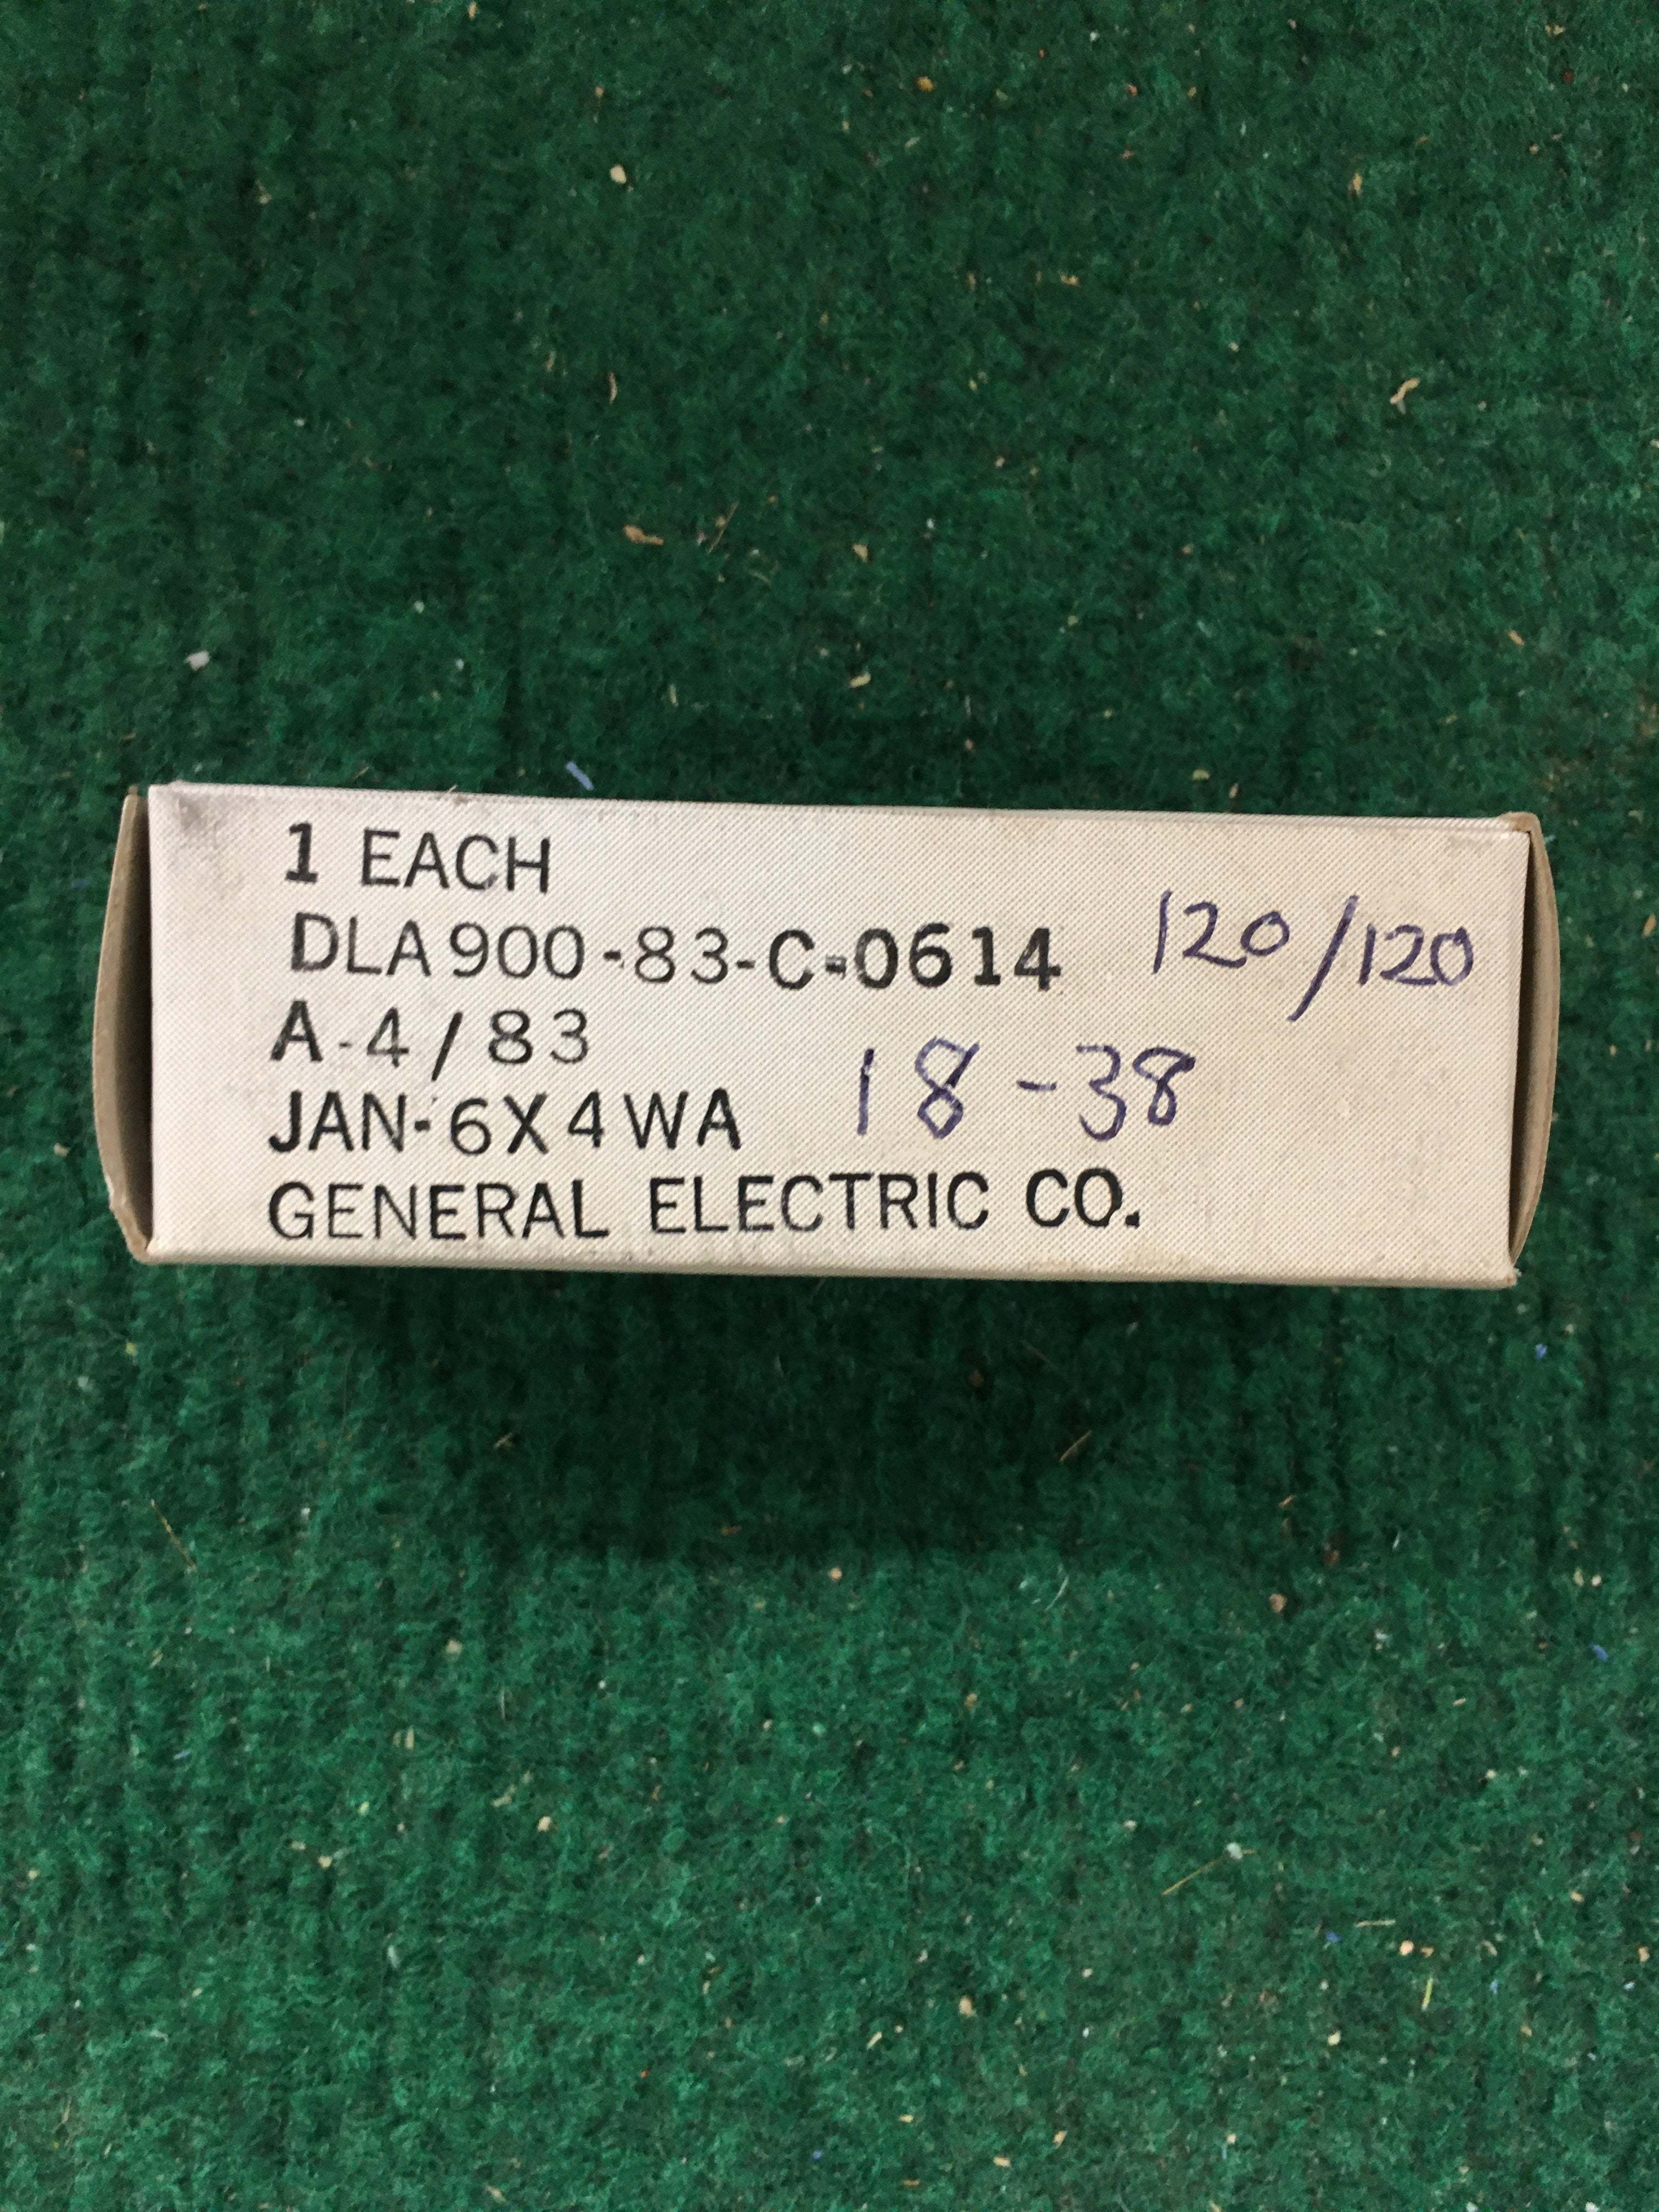 1 EACH
DLA900-83-C-0614 120/120
A-4/83
JAN-6X4WA 18-38
GENERAL ELECTRIC CO.